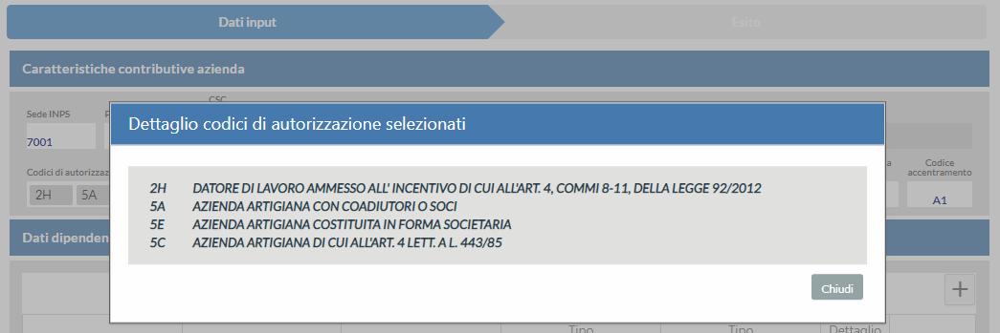 Dati input
Esito
Caratteristiche contributive azienda
CSC
Sede INPS
7001
Dettaglio codici di autorizzazione selezionati
Codici di autorizzaz
2H 5A
Codice
accentramento
A1
2H DATORE DI LAVORO AMMESSO ALL' INCENTIVO DI CUI ALL'ART. 4, COMMI 8-11, DELLA LEGGE 92/2012
5A AZIENDA ARTIGIANA CON COADIUTORI O SOCI
5E AZIENDA ARTIGIANA COSTITUITA IN FORMA SOCIETARIA
5C AZIENDA ARTIGIANA DI CUI ALL'ART. 4 LETT. A L. 443/85
Dati dipenden
Chiudi
+
Tipo
Tipo
Dettaglio